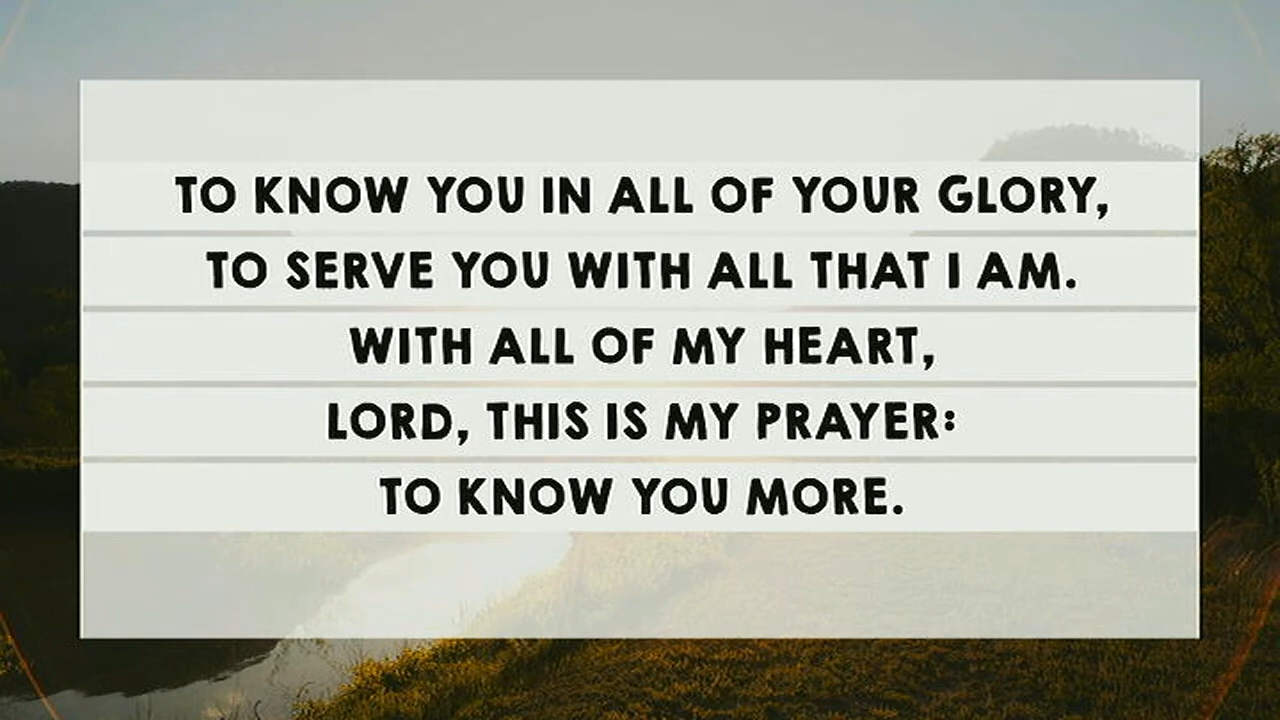 TO KNOW YOU IN ALL OF YOUR GLORY,
TO SERVE YOU WITH ALL THAT I AM.
WITH ALL OF MY HEART,
LORD, THIS IS MY PRAYER:
TO KNOW YOU MORE.